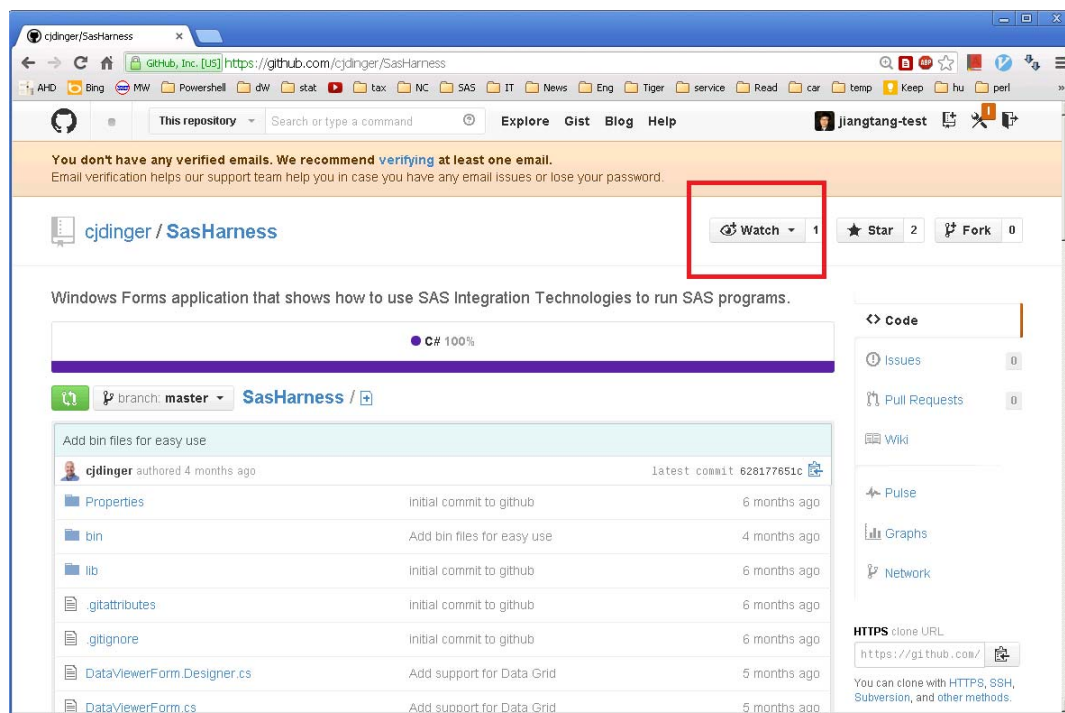 cjdinger/SasHarness
GitHub, Inc. [US] https://github.com/cjdinger/SasHarness
AHD Bing MW Powershell dW stat tax NC SAS IT News Eng Tiger service Read car temp Keep hu perl »
This repository Search or type a command Explore Gist Blog Help jiangtang-test
You don't have any verified emails. We recommend verifying at least one email.
Email verification helps our support team help you in case you have any email issues or lose your password.
cjdinger / SasHarness Watch 1 Star 2 Fork 0
Windows Forms application that shows how to use SAS Integration Technologies to run SAS programs.
C# 100%
branch: master SasHarness /
Add bin files for easy use
cjdinger authored 4 months ago latest commit 628177651c
Properties initial commit to github 6 months ago
bin Add bin files for easy use 4 months ago
lib initial commit to github 6 months ago
.gitattributes initial commit to github 6 months ago
.gitignore initial commit to github 6 months ago
DataViewerForm.Designer.cs Add support for Data Grid 5 months ago
DataViewerForm.cs Add support for Data Grid 5 months ago
Code
Issues 0
Pull Requests 0
Wiki
Pulse
Graphs
Network
HTTPS clone URL
https://github.com/
You can clone with HTTPS, SSH,
Subversion, and other methods.